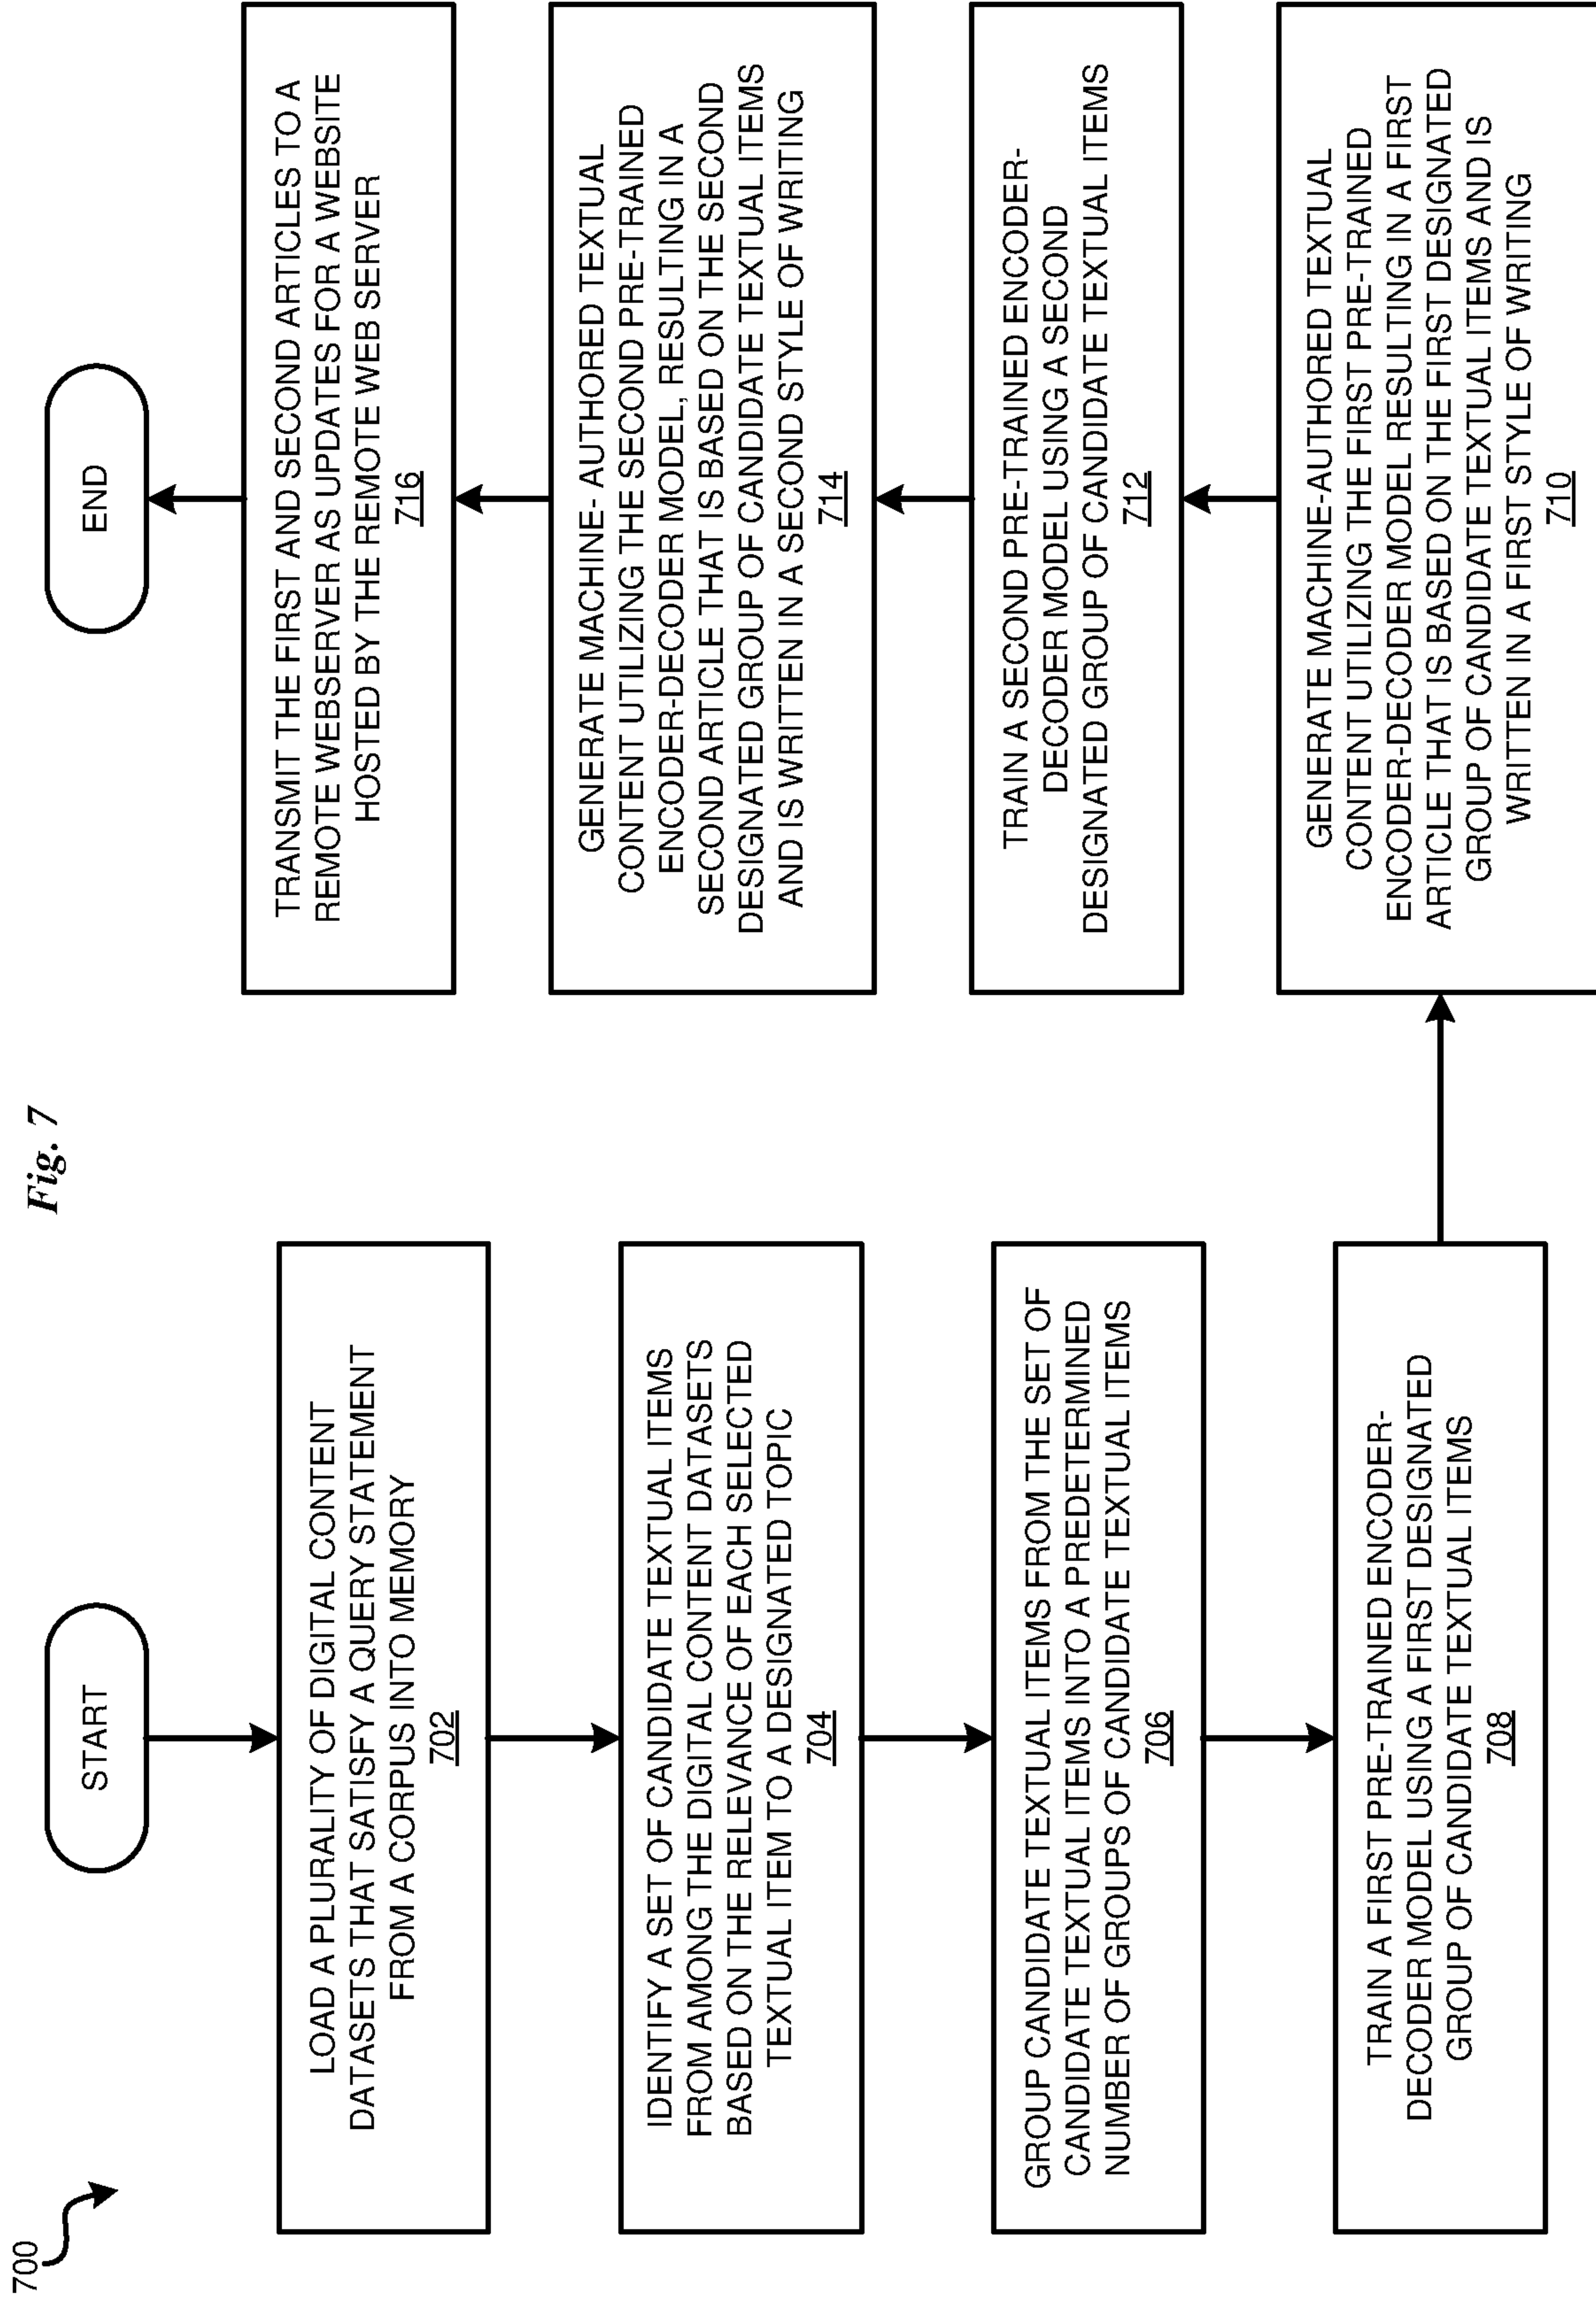 Fig. 7
700
START
LOAD A PLURALITY OF DIGITAL CONTENT
DATASETS THAT SATISFY A QUERY STATEMENT
FROM A CORPUS INTO MEMORY
702
IDENTIFY A SET OF CANDIDATE TEXTUAL ITEMS
FROM AMONG THE DIGITAL CONTENT DATASETS
BASED ON THE RELEVANCE OF EACH SELECTED
TEXTUAL ITEM TO A DESIGNATED TOPIC
704
GROUP CANDIDATE TEXTUAL ITEMS FROM THE SET OF
CANDIDATE TEXTUAL ITEMS INTO A PREDETERMINED
NUMBER OF GROUPS OF CANDIDATE TEXTUAL ITEMS
706
TRAIN A FIRST PRE-TRAINED ENCODER-
DECODER MODEL USING A FIRST DESIGNATED
GROUP OF CANDIDATE TEXTUAL ITEMS
708
GENERATE MACHINE-AUTHORED TEXTUAL
CONTENT UTILIZING THE FIRST PRE-TRAINED
ENCODER-DECODER MODEL RESULTING IN A FIRST
ARTICLE THAT IS BASED ON THE FIRST DESIGNATED
GROUP OF CANDIDATE TEXTUAL ITEMS AND IS
WRITTEN IN A FIRST STYLE OF WRITING
710
TRAIN A SECOND PRE-TRAINED ENCODER-
DECODER MODEL USING A SECOND
DESIGNATED GROUP OF CANDIDATE TEXTUAL ITEMS
712
GENERATE MACHINE- AUTHORED TEXTUAL
CONTENT UTILIZING THE SECOND PRE-TRAINED
ENCODER-DECODER MODEL, RESULTING IN A
SECOND ARTICLE THAT IS BASED ON THE SECOND
DESIGNATED GROUP OF CANDIDATE TEXTUAL ITEMS
AND IS WRITTEN IN A SECOND STYLE OF WRITING
714
TRANSMIT THE FIRST AND SECOND ARTICLES TO A
REMOTE WEBSERVER AS UPDATES FOR A WEBSITE
HOSTED BY THE REMOTE WEB SERVER
716
END